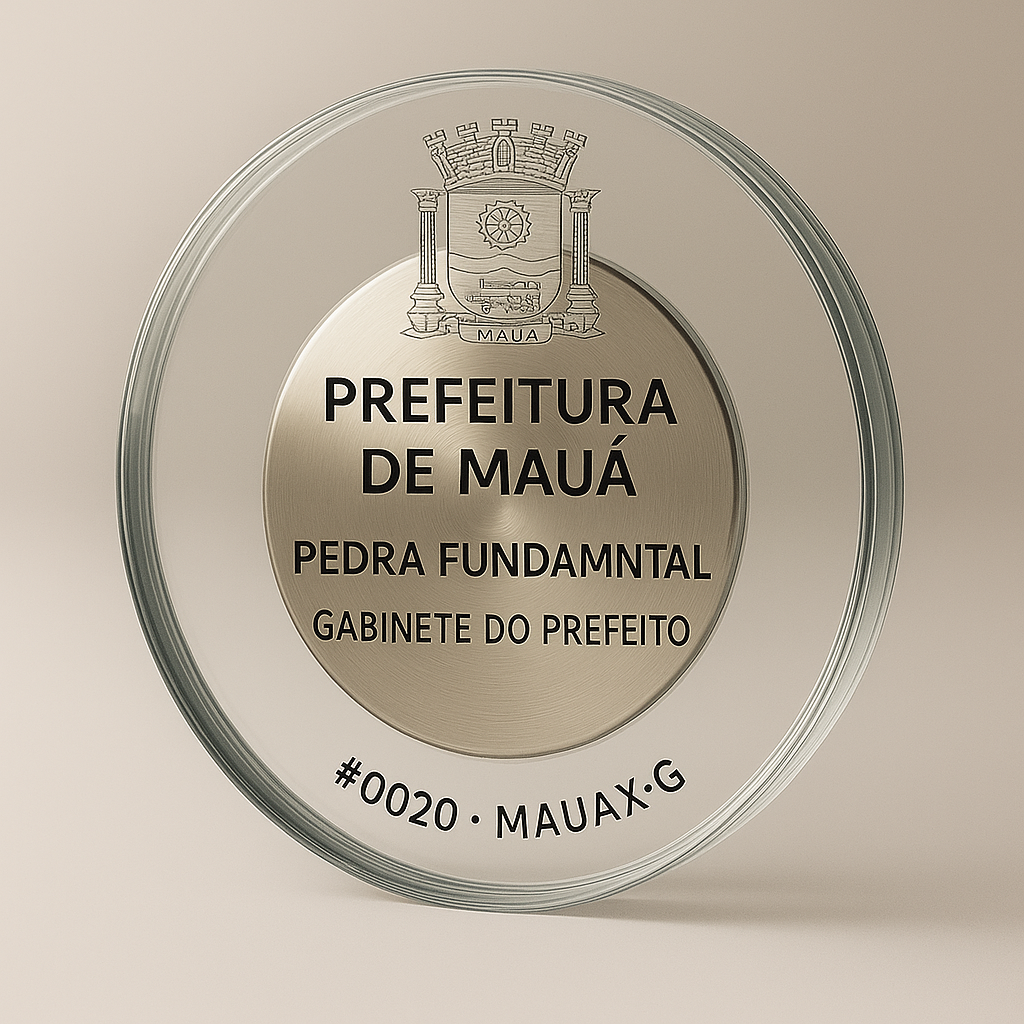 MAUA
PREFEITURA
DE MAUÁ
PEDRA FUNDAMNTAL
GABINETE DO PREFEITO
#0020 · MAUAX·G